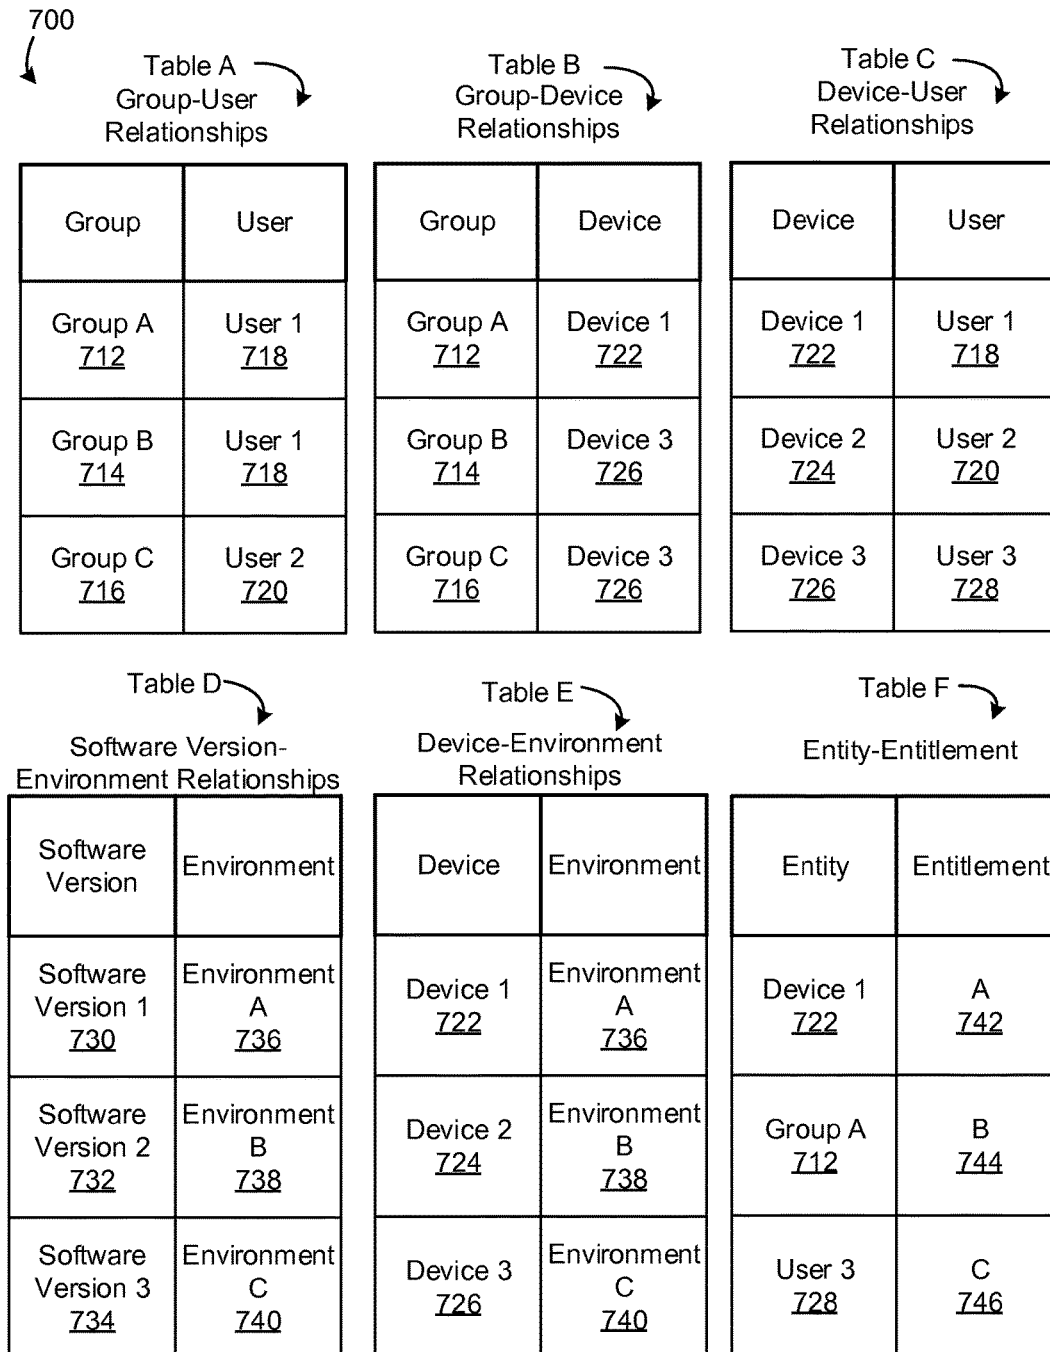 700
Table A
Group-User
Relationships
Table B
Group-Device
Relationships
Table C
Device-User
Relationships
Group
User
Group A
712
User 1
718
Group B
714
User 1
718
Group C
716
User 2
720
Group
Device
Group A
712
Device 1
722
Group B
714
Device 3
726
Group C
716
Device 3
726
Device
User
Device 1
722
User 1
718
Device 2
724
User 2
720
Device 3
726
User 3
728
Table D
Software Version-
Environment Relationships
Table E
Device-Environment
Relationships
Table F
Entity-Entitlement
Software
Version
Environment
Software
Version 1
730
Environment
A
736
Software
Version 2
732
Environment
B
738
Software
Version 3
734
Environment
C
740
Device
Environment
Device 1
722
Environment
A
736
Device 2
724
Environment
B
738
Device 3
726
Environment
C
740
Entity
Entitlement
Device 1
722
A
742
Group A
712
B
744
User 3
728
C
746